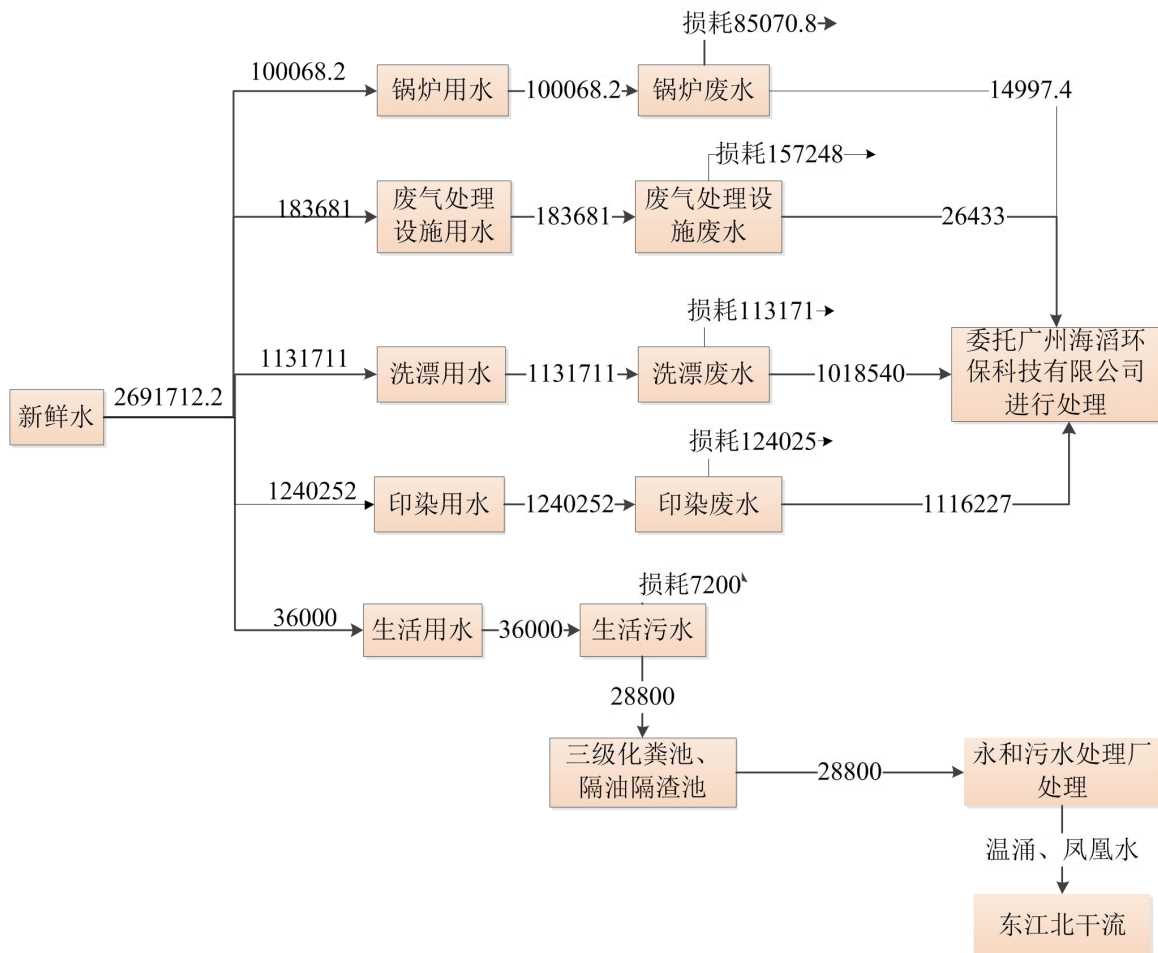 损耗85070.8
100068.2
锅炉用水
100068.2
锅炉废水
14997.4
损耗157248
183681
废气处理
设施用水
183681
废气处理设
施废水
26433
损耗113171
1131711
洗漂用水
1131711
洗漂废水
1018540
委托广州海滔环
保科技有限公司
进行处理
新鲜水
2691712.2
损耗124025
1240252
印染用水
1240252
印染废水
1116227
损耗7200
36000
生活用水
36000
生活污水
28800
三级化粪池、
隔油隔渣池
28800
永和污水处理厂
处理
温涌、凤凰水
东江北干流